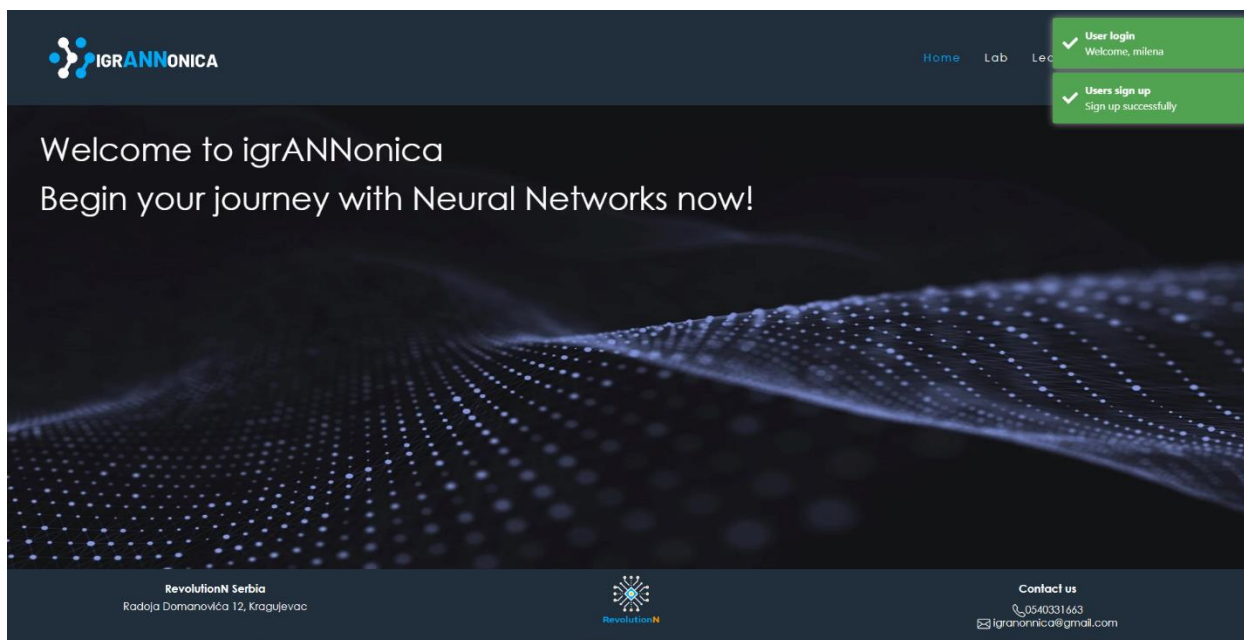 IGRANNONICA
Home Lab
User login
Welcome, milena
Users sign up
Sign up successfully
Welcome to igrANNonica
Begin your journey with Neural Networks now!
RevolutionN Serbia
Radoja Domanovića 12, Kragujevac
RevolutionN
Contact us
0540331663
igranonnica@gmail.com